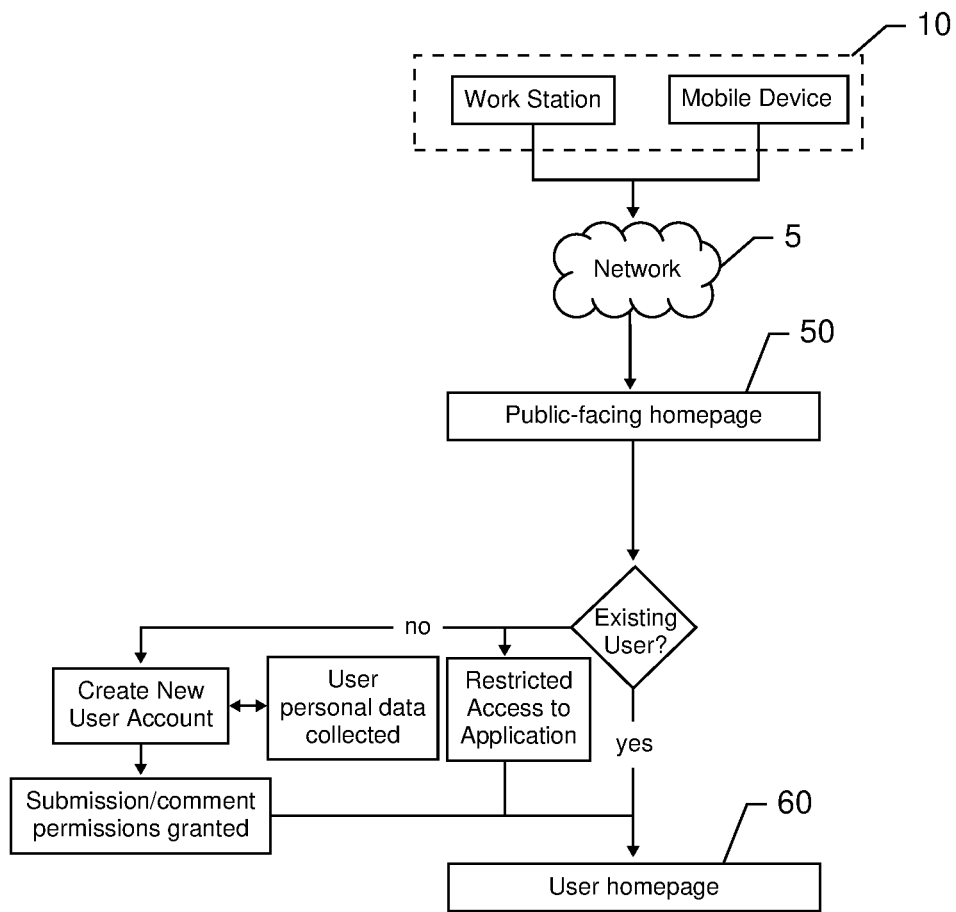 10
Work Station
Mobile Device
5
Network
50
Public-facing homepage
Existing
User?
no
Create New
User Account
User
personal data
collected
Restricted
Access to
Application
yes
Submission/comment
permissions granted
60
User homepage